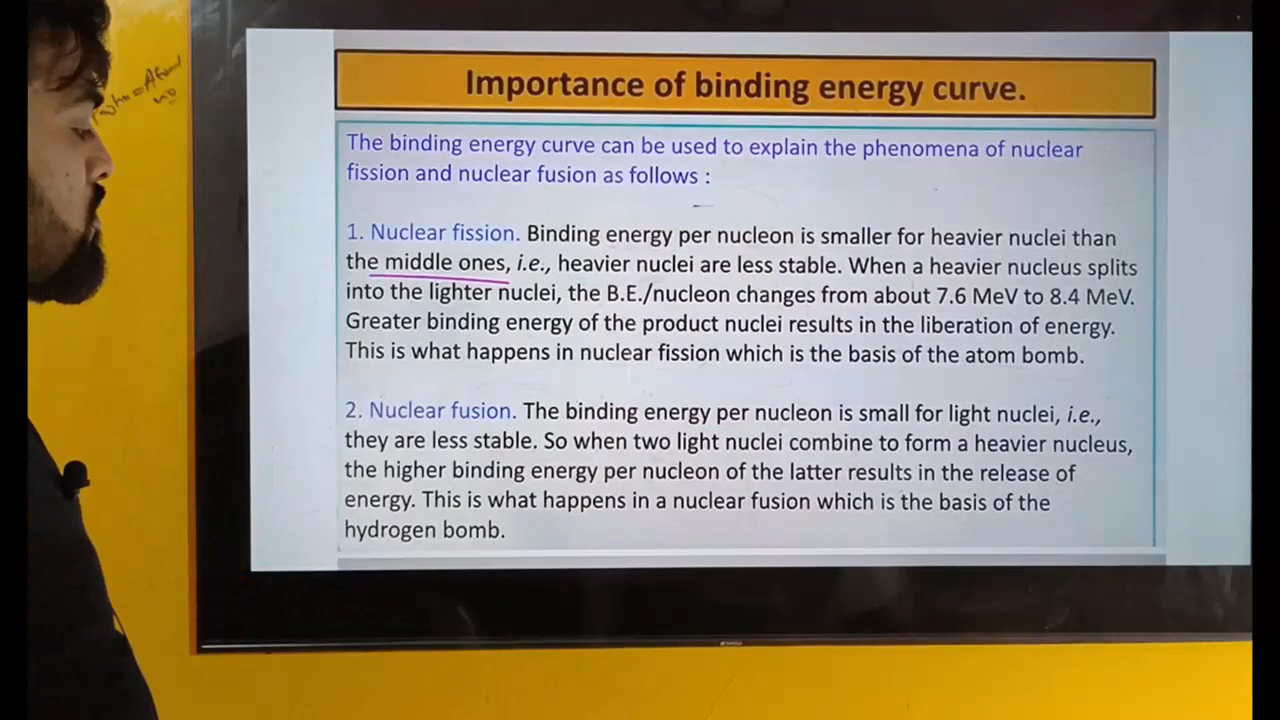 Importance of binding energy curve.
The binding energy curve can be used to explain the phenomena of nuclear
fission and nuclear fusion as follows :
1. Nuclear fission. Binding energy per nucleon is smaller for heavier nuclei than
the middle ones, i.e., heavier nuclei are less stable. When a heavier nucleus splits
into the lighter nuclei, the B.E./nucleon changes from about 7.6 MeV to 8.4 MeV.
Greater binding energy of the product nuclei results in the liberation of energy.
This is what happens in nuclear fission which is the basis of the atom bomb.
2. Nuclear fusion. The binding energy per nucleon is small for light nuclei, i.e.,
they are less stable. So when two light nuclei combine to form a heavier nucleus,
the higher binding energy per nucleon of the latter results in the release of
energy. This is what happens in a nuclear fusion which is the basis of the
hydrogen bomb.